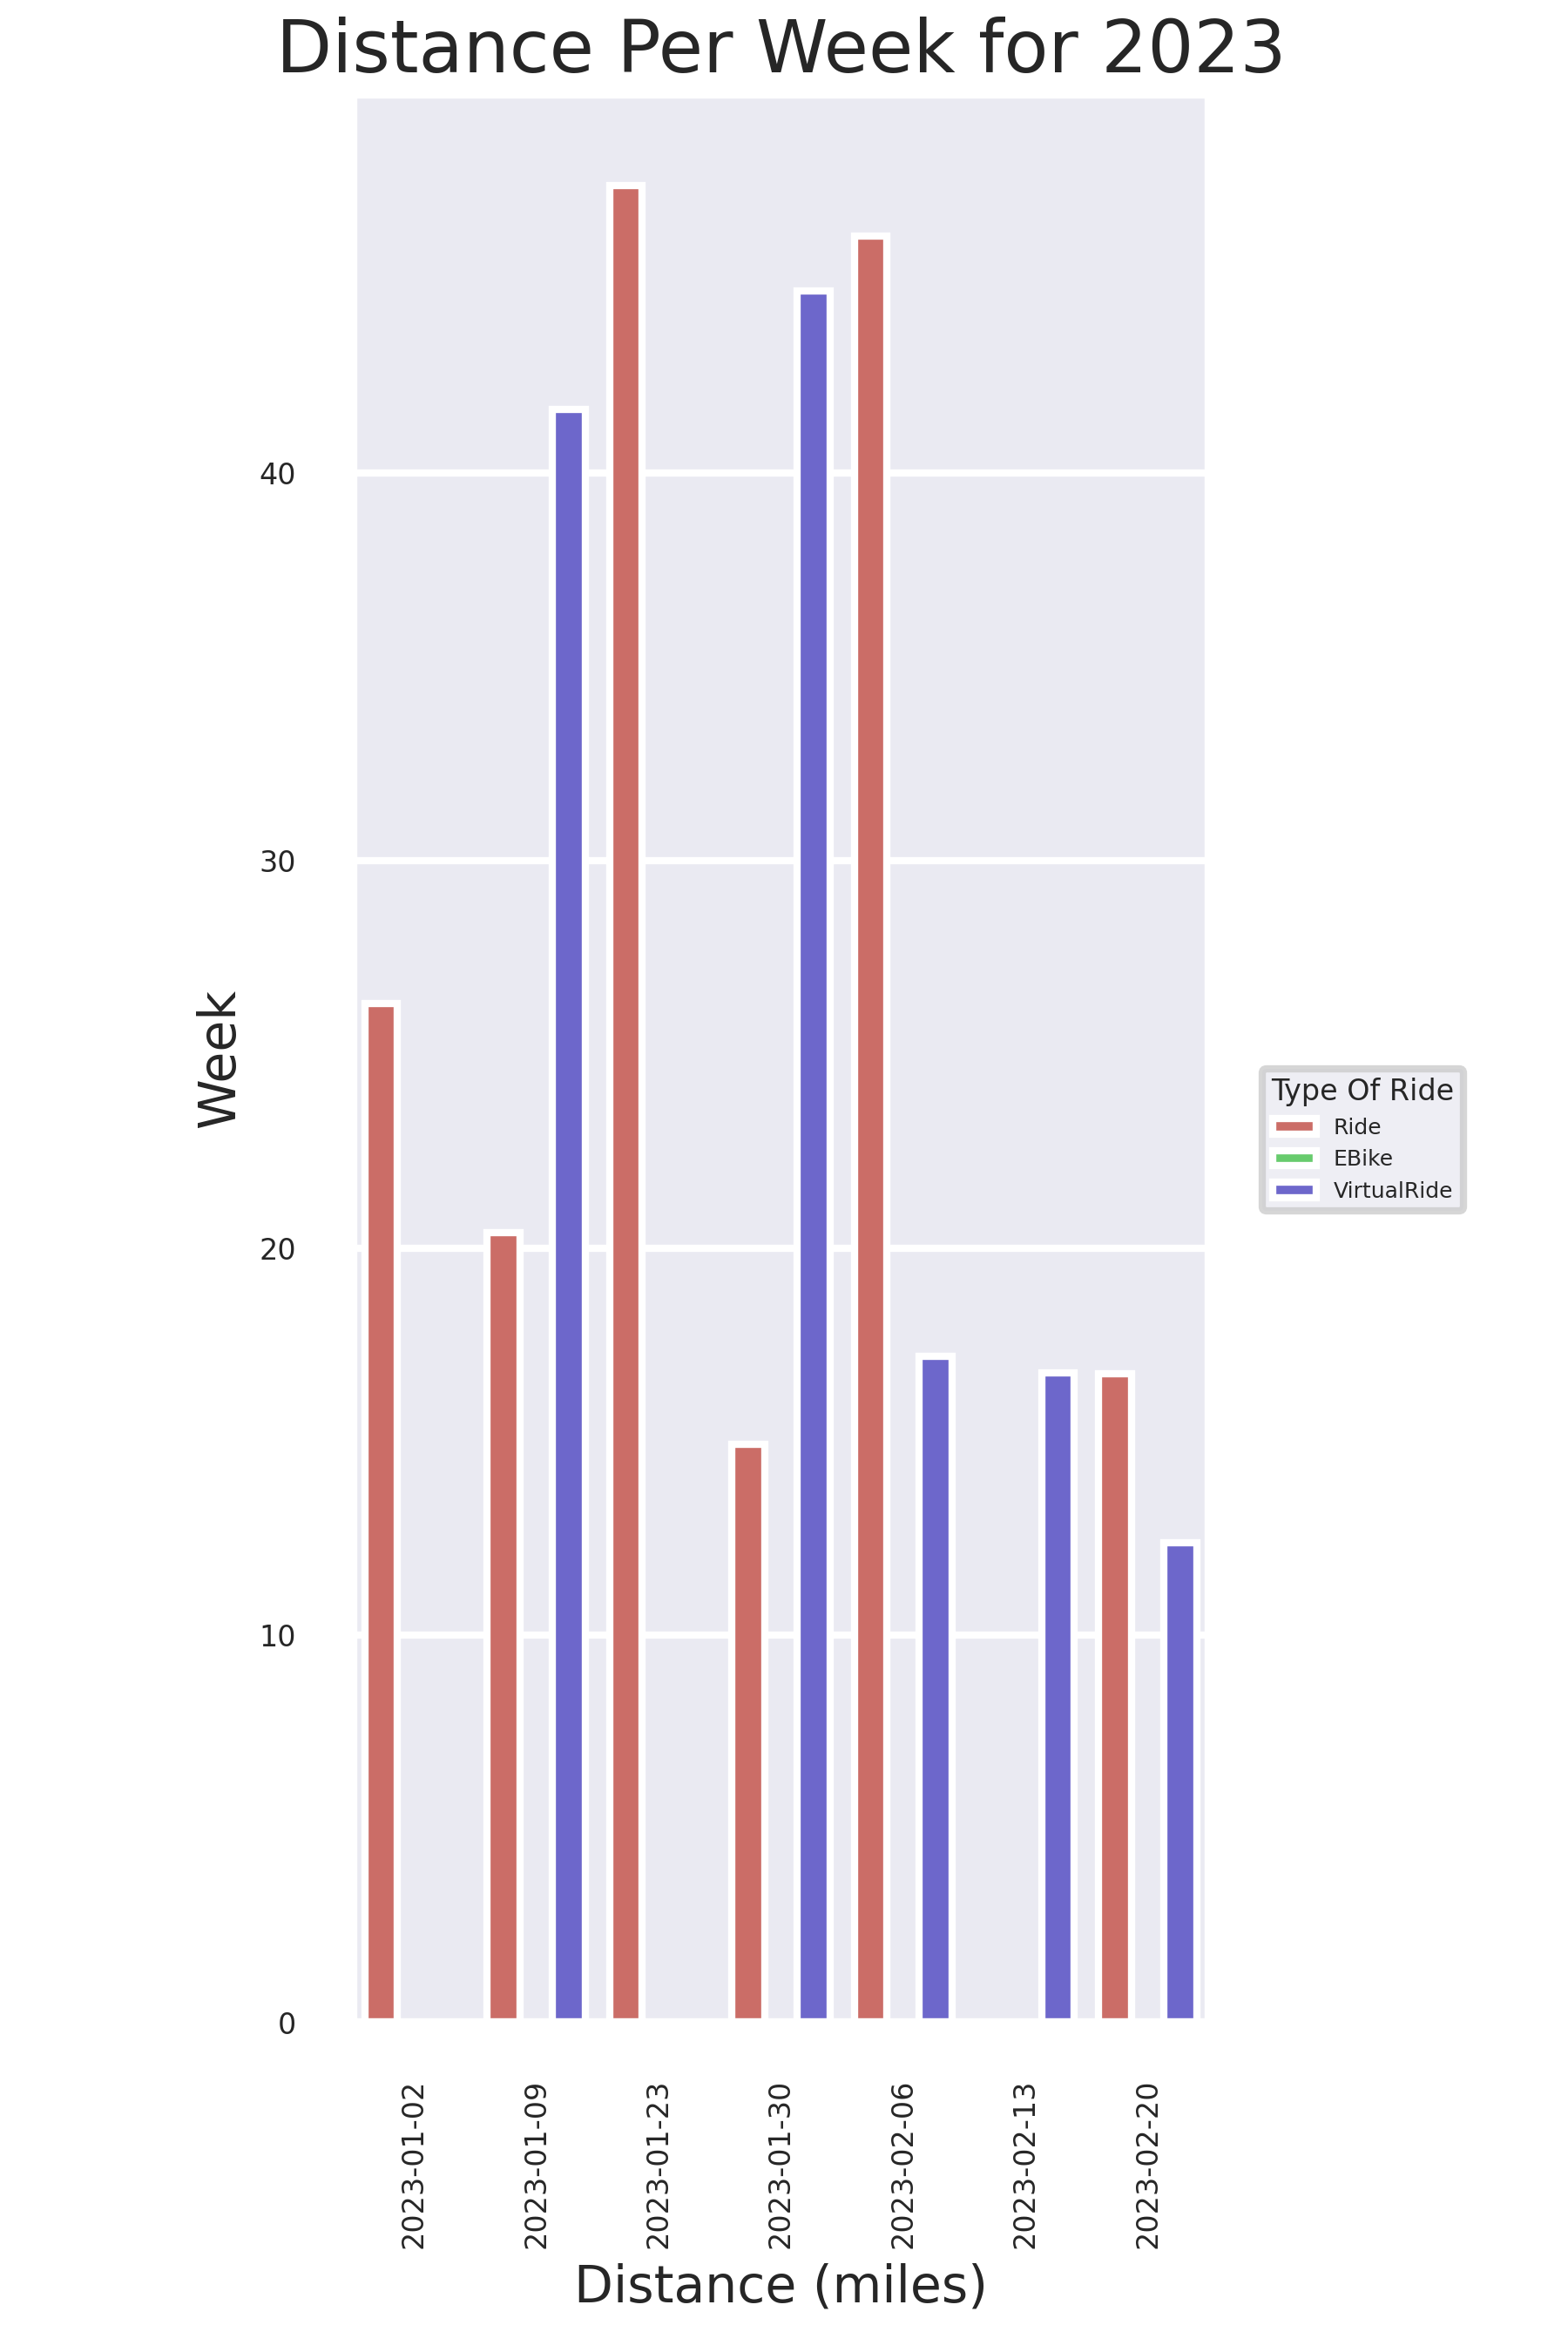 Distance Per Week for 2023
40
30
20
10
0
Week
Type Of Ride
Ride
EBike
VirtualRide
2023-01-02
2023-01-09
2023-01-23
2023-01-30
2023-02-06
2023-02-13
2023-02-20
Distance (miles)